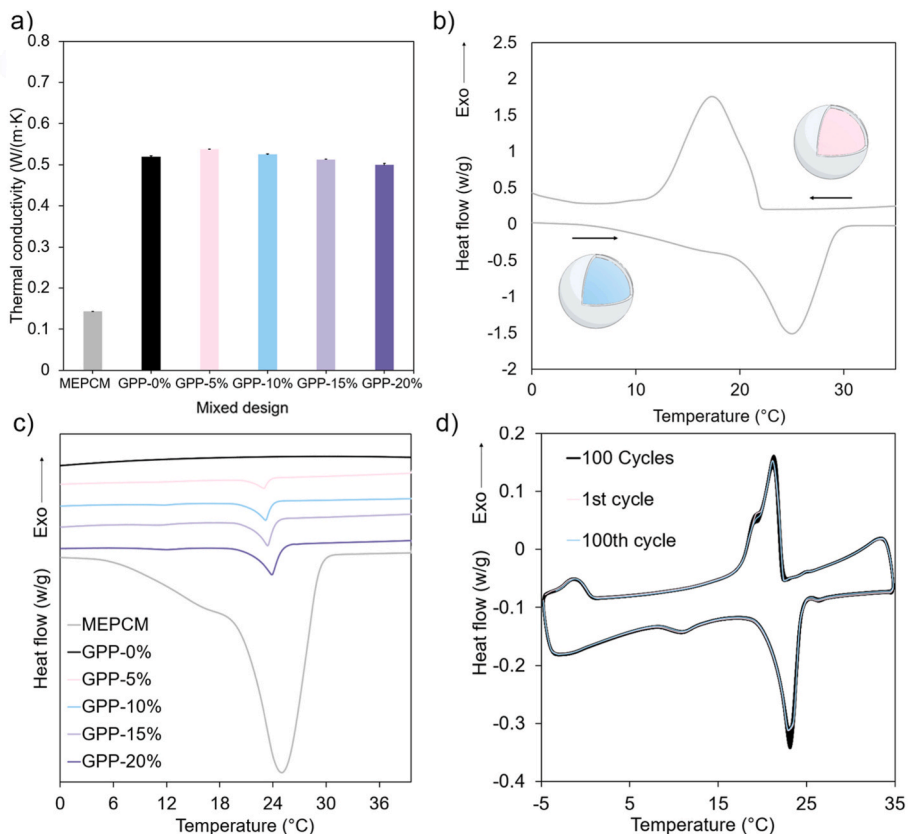 a)
Thermal conductivity (W/(m·K)
0.8
0.7
0.6
0.5
0.4
0.3
0.2
0.1
0
MEPCM GPP-0% GPP-5% GPP-10% GPP-15% GPP-20%
Mixed design
b)
Exo
Heat flow (w/g)
2.5
2
1.5
1
0.5
0
-0.5
-1
-1.5
-2
0 10 20 30
Temperature (°C)
c)
Exo
Heat flow (w/g)
MEPCM
GPP-0%
GPP-5%
GPP-10%
GPP-15%
GPP-20%
0 12 24 36
Temperature (°C)
d)
Exo
Heat flow (w/g)
0.2
0.1
0
-0.1
-0.2
-0.3
-0.4
100 Cycles
1st cycle
100th cycle
-5 5 15 25 35
Temperature (°C)